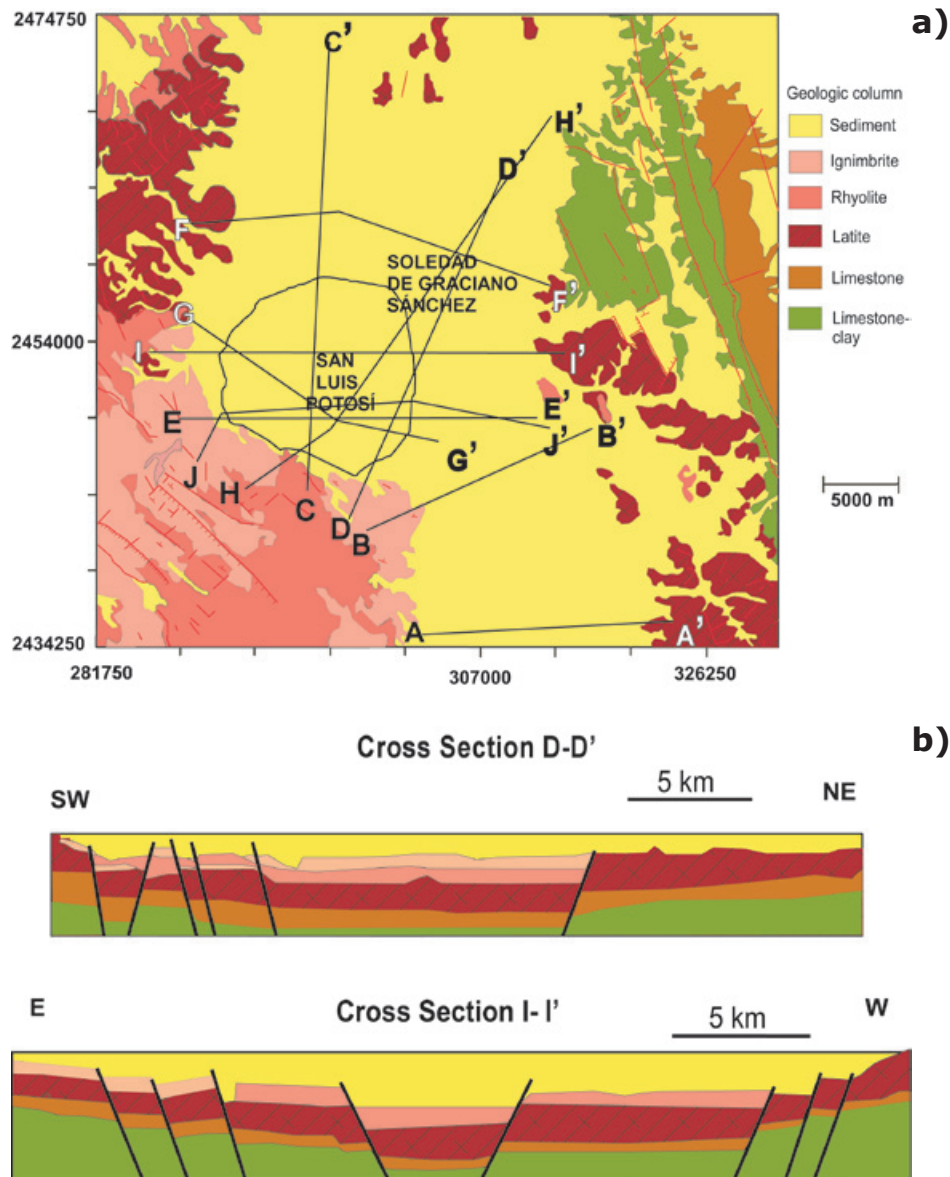 2474750
a)
C'
Geologic column
Sediment
Ignimbrite
Rhyolite
Latite
Limestone
Limestone-
clay
H'
D'
F
SOLEDAD
DE GRACIANO
SÁNCHEZ
F'
G
2454000
I
I'
SAN
LUIS
POTOSÍ
E
E'
B'
J'
G'
J
H
C
5000 m
D
B
A
A'
2434250
281750
307000
326250
b)
Cross Section D-D'
5 km
SW
NE
E
Cross Section I- I'
W
5 km